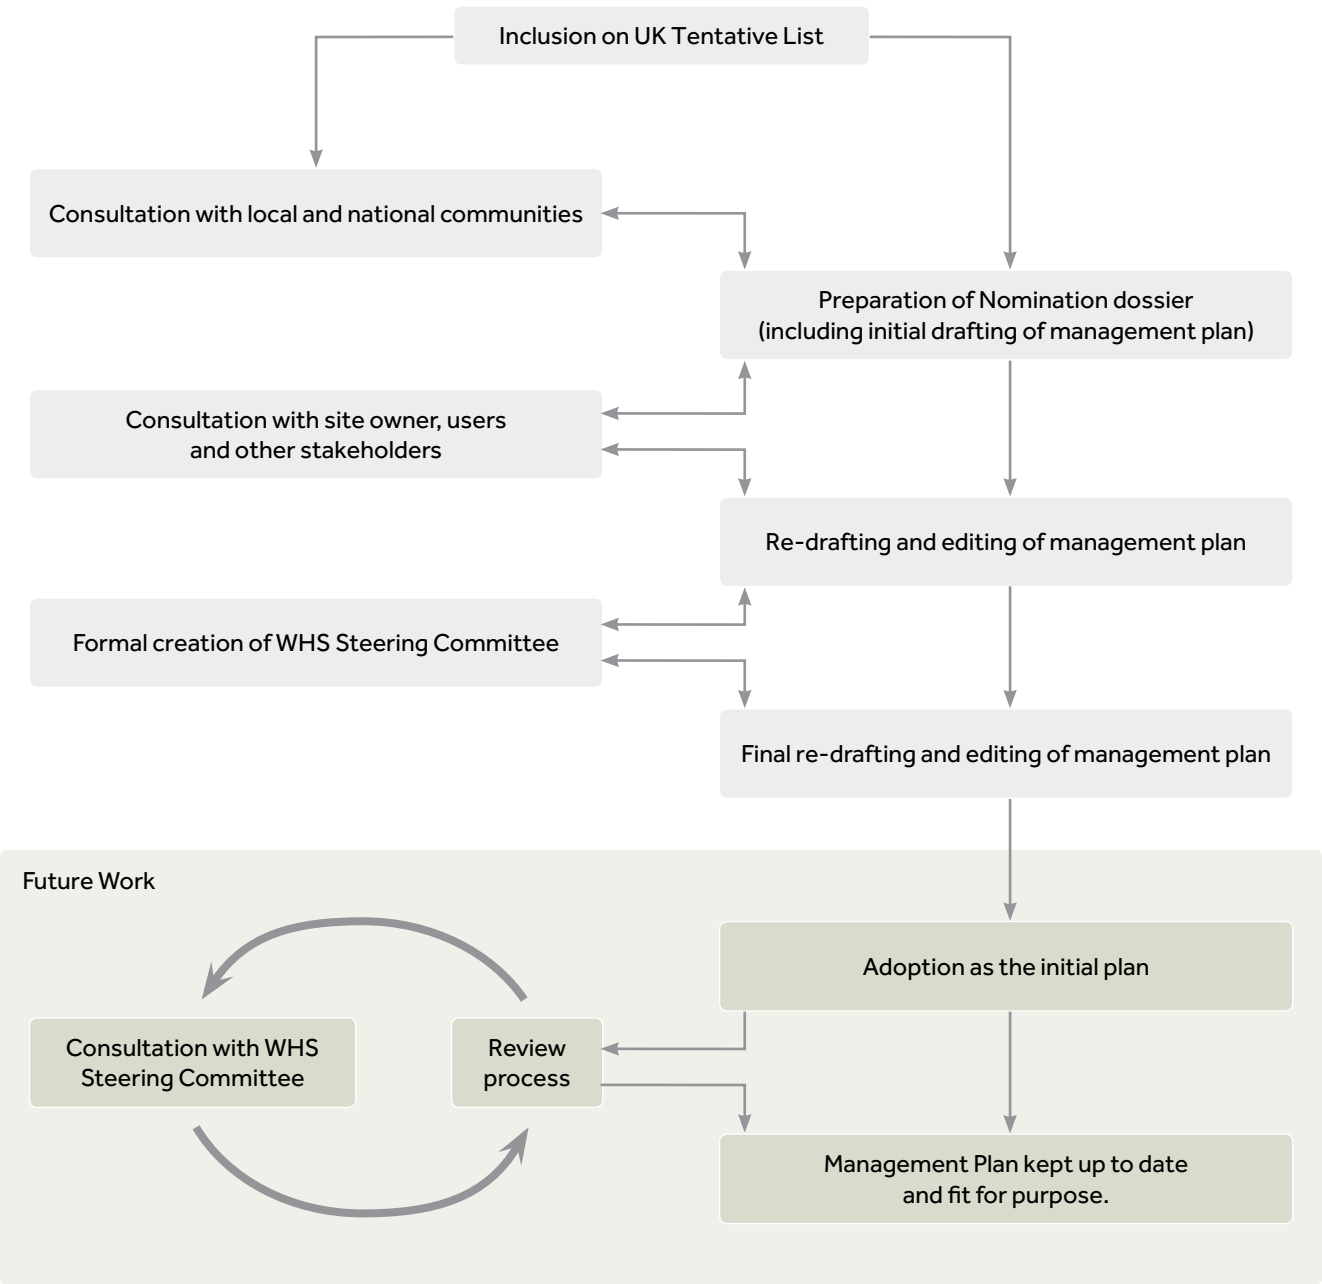 Inclusion on UK Tentative List
Consultation with local and national communities
Preparation of Nomination dossier
(including initial drafting of management plan)
Consultation with site owner, users
and other stakeholders
Re-drafting and editing of management plan
Formal creation of WHS Steering Committee
Final re-drafting and editing of management plan
Future Work
Adoption as the initial plan
Consultation with WHS
Steering Committee
Review
process
Management Plan kept up to date
and fit for purpose.